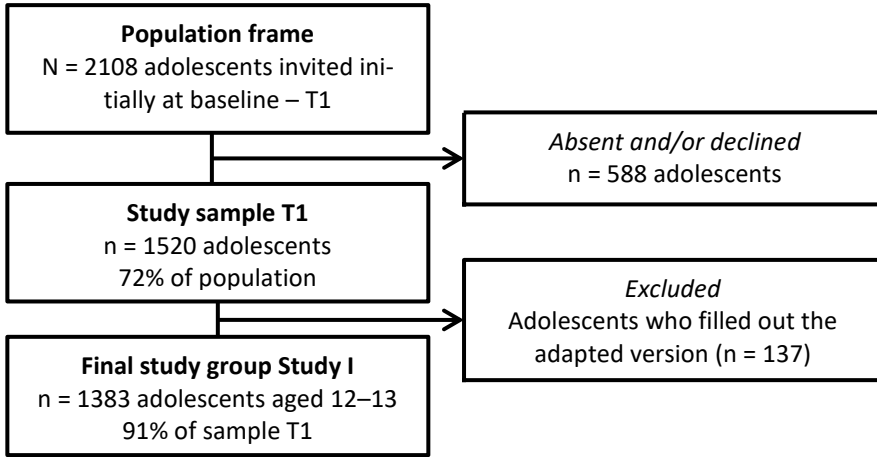 Population frame
N = 2108 adolescents invited ini-
tially at baseline – T1
Absent and/or declined
n = 588 adolescents
Study sample T1
n = 1520 adolescents
72% of population
Excluded
Adolescents who filled out the
adapted version (n = 137)
Final study group Study I
n = 1383 adolescents aged 12–13
91% of sample T1